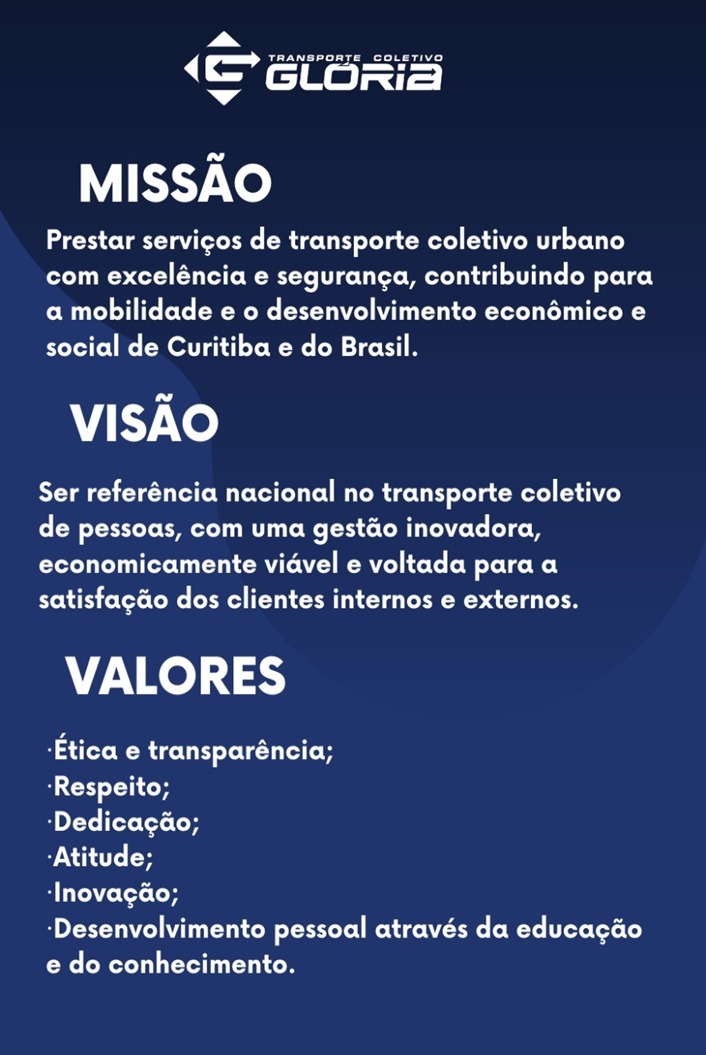 TRANSPORTE COLETIVO
GLÓRIA
MISSÃO
Prestar serviços de transporte coletivo urbano
com excelência e segurança, contribuindo para
a mobilidade e o desenvolvimento econômico e
social de Curitiba e do Brasil.
VISÃO
Ser referência nacional no transporte coletivo
de pessoas, com uma gestão inovadora,
economicamente viável e voltada para a
satisfação dos clientes internos e externos.
VALORES
·Ética e transparência;
·Respeito;
·Dedicação;
·Atitude;
·Inovação;
·Desenvolvimento pessoal através da educação
e do conhecimento.